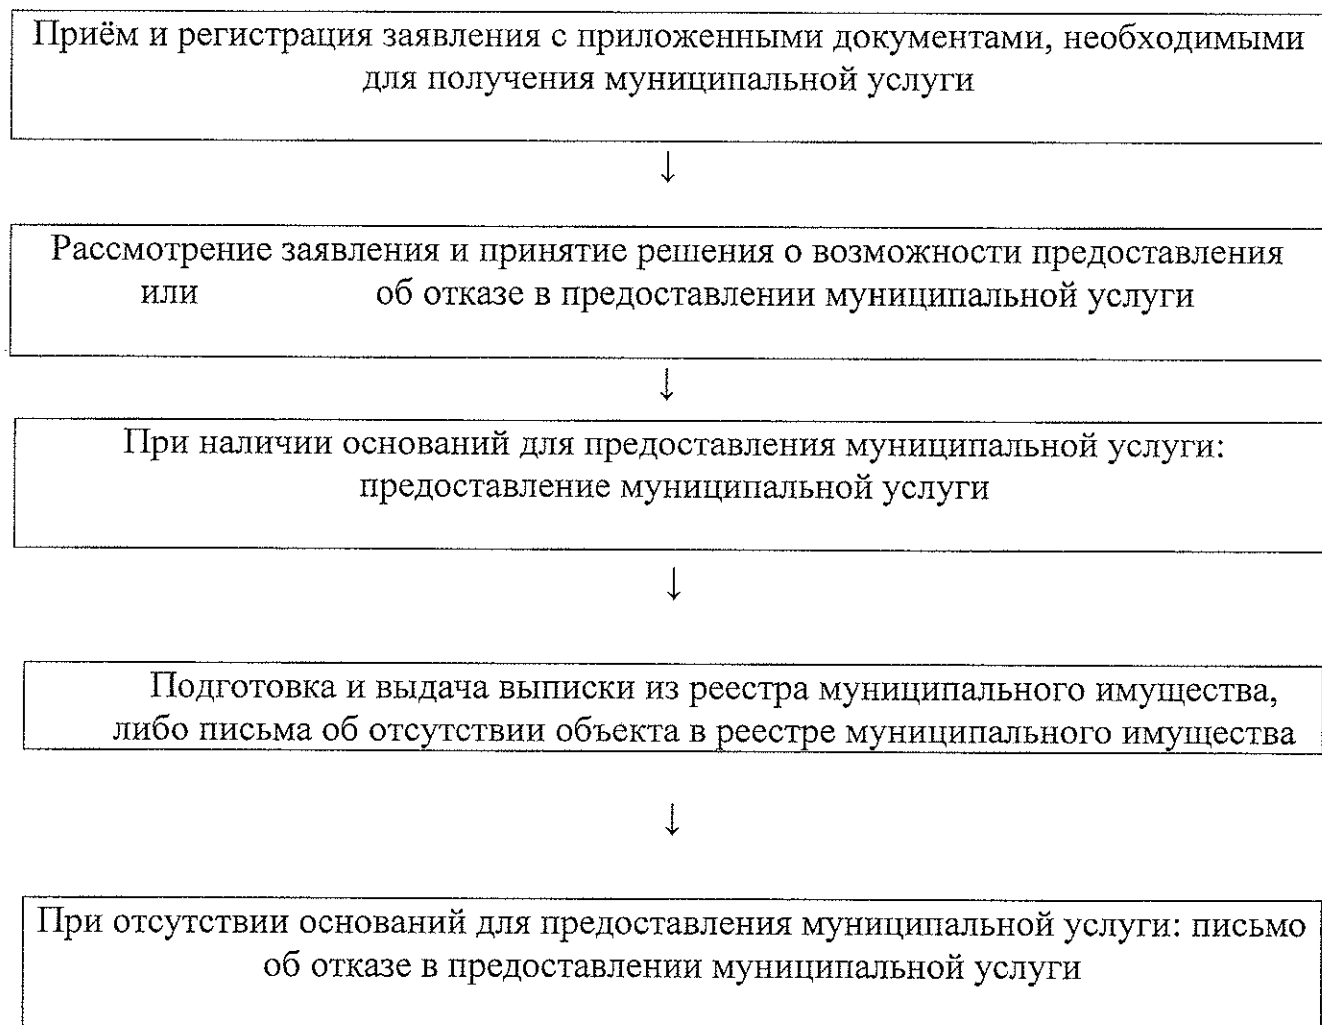 Приём и регистрация заявления с приложенными документами, необходимыми
для получения муниципальной услуги
↓
Рассмотрение заявления и принятие решения о возможности предоставления
или об отказе в предоставлении муниципальной услуги
↓
При наличии оснований для предоставления муниципальной услуги:
предоставление муниципальной услуги
↓
Подготовка и выдача выписки из реестра муниципального имущества,
либо письма об отсутствии объекта в реестре муниципального имущества
↓
При отсутствии оснований для предоставления муниципальной услуги: письмо
об отказе в предоставлении муниципальной услуги